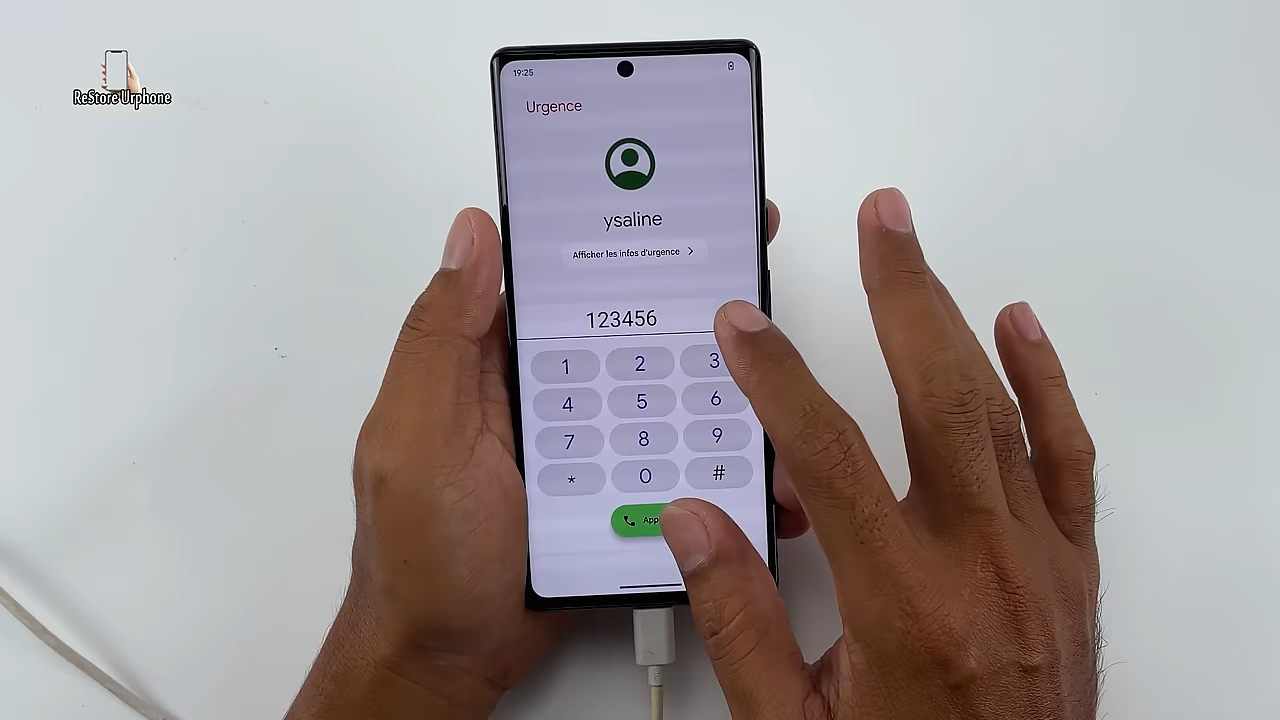 ReStore Urphone
19:25
Urgence
ysaline
Afficher les infos d'urgence
123456
1 2 3
4 5 6
7 8 9
* 0 #